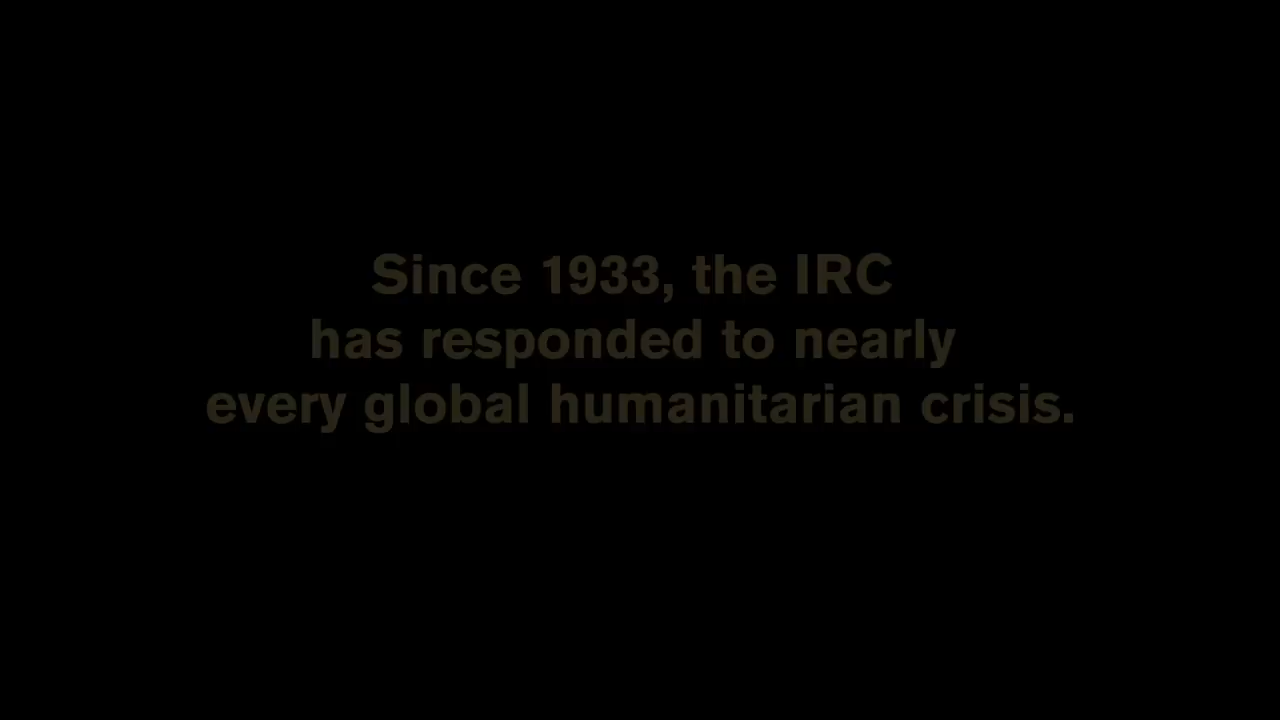 Since 1933, the IRC
has responded to nearly
every global humanitarian crisis.